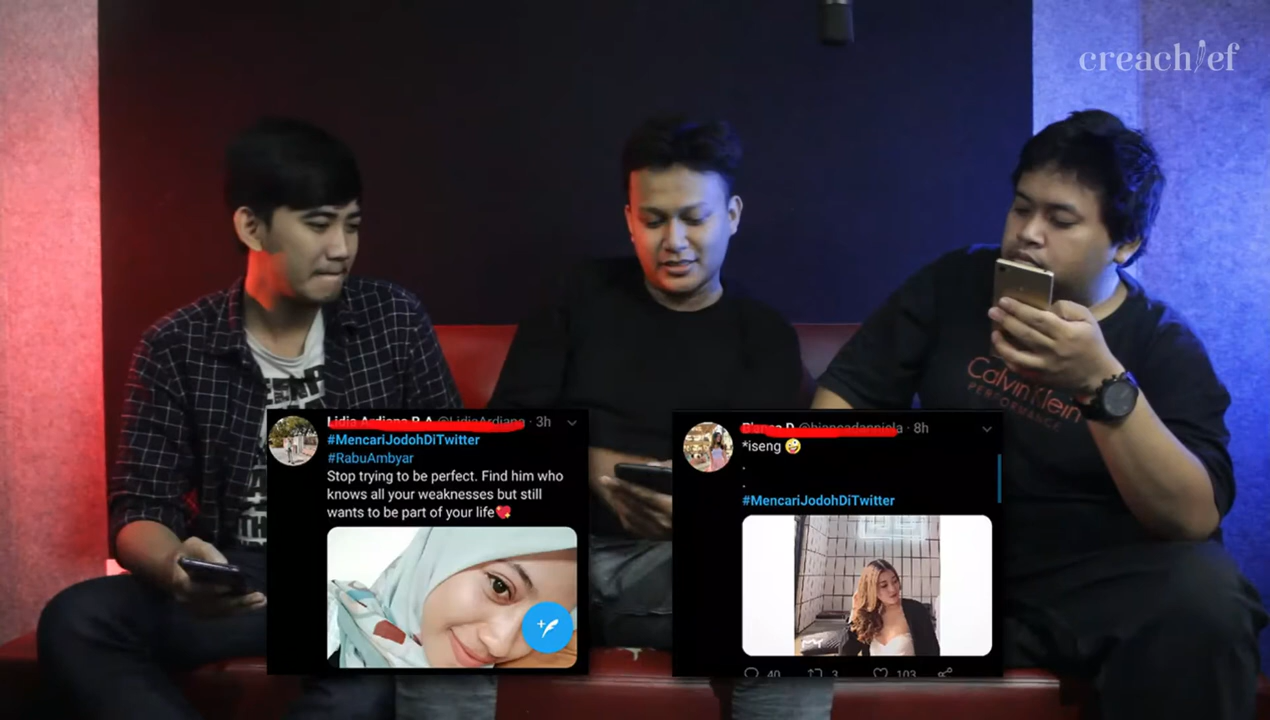 creachief
Calvin Klein
PERFORMANCE
· 3h
#MencariJodohDiTwitter
#RabuAmbyar
Stop trying to be perfect. Find him who
knows all your weaknesses but still
wants to be part of your life💖
· 8h
*iseng 🤪
.
.
#MencariJodohDiTwitter
40 3 103